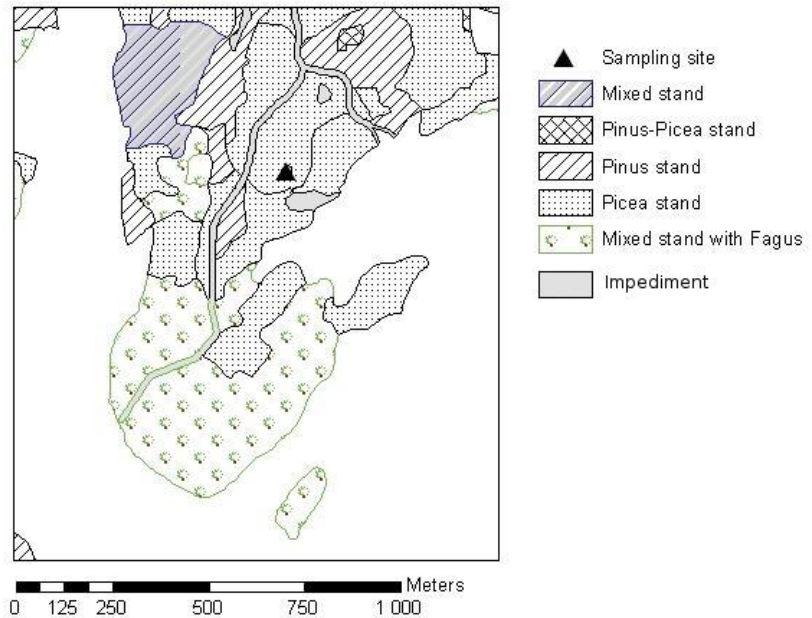 Sampling site
Mixed stand
Pinus-Picea stand
Pinus stand
Picea stand
Mixed stand with Fagus
Impediment
Meters
0 125 250 500 750 1 000